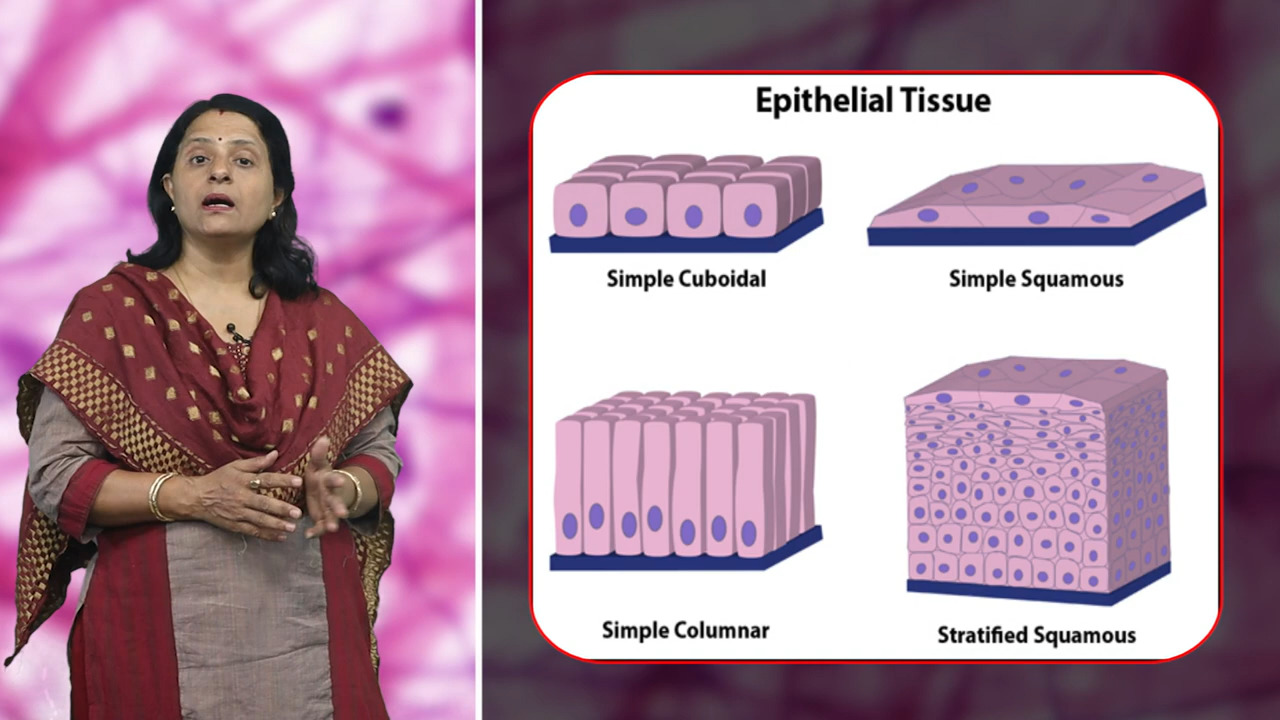 Epithelial Tissue
Simple Cuboidal
Simple Squamous
Simple Columnar
Stratified Squamous